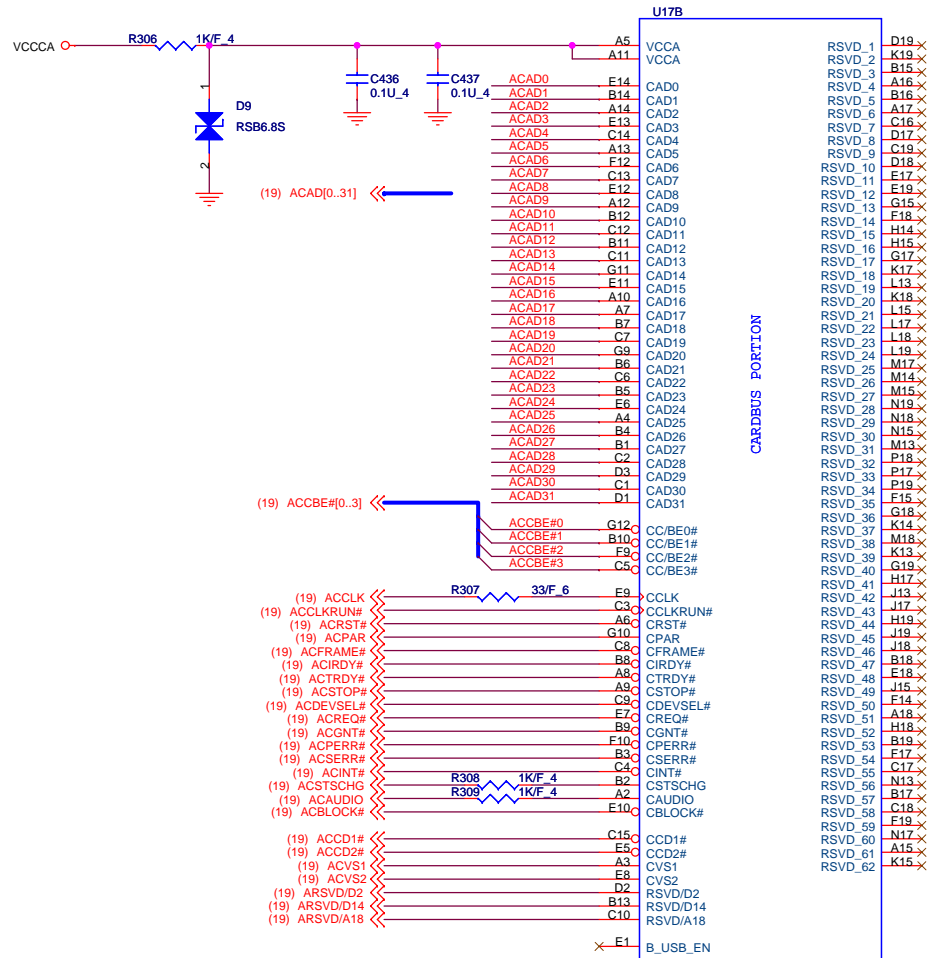 U17B
VCCCA R306 1K/F_4 A5 VCCA RSVD_1 D19
A11 VCCA RSVD_2 K19
RSVD_3 B15
1 C436 C437 ACAD0 E14 CAD0 RSVD_4 A16
0.1U_4 0.1U_4 ACAD1 B14 CAD1 RSVD_5 B16
D9 ACAD2 A14 CAD2 RSVD_6 A17
RSB6.8S ACAD3 E13 CAD3 RSVD_7 C16
ACAD4 C14 CAD4 RSVD_8 D17
ACAD5 A13 CAD5 RSVD_9 C19
2 ACAD6 F12 CAD6 RSVD_10 D18
ACAD7 C13 CAD7 RSVD_11 E17
(19) ACAD[0..31] ACAD8 E12 CAD8 RSVD_12 E19
ACAD9 A12 CAD9 RSVD_13 G15
ACAD10 B12 CAD10 RSVD_14 F18
ACAD11 C12 CAD11 RSVD_15 H14
ACAD12 B11 CAD12 RSVD_16 H15
ACAD13 C11 CAD13 RSVD_17 G17
ACAD14 G11 CAD14 RSVD_18 K17
ACAD15 E11 CAD15 RSVD_19 L13
ACAD16 A10 CAD16 RSVD_20 K18
ACAD17 A7 CAD17 RSVD_21 L15
ACAD18 B7 CAD18 RSVD_22 L17
ACAD19 C7 CAD19 RSVD_23 L18
ACAD20 G9 CAD20 RSVD_24 L19
ACAD21 B6 CAD21 RSVD_25 M17
ACAD22 C6 CAD22 RSVD_26 M14
ACAD23 B5 CAD23 RSVD_27 M15
ACAD24 E6 CAD24 RSVD_28 N19
ACAD25 A4 CAD25 RSVD_29 N18
ACAD26 B4 CAD26 RSVD_30 N15
ACAD27 B1 CAD27 RSVD_31 M13
ACAD28 C2 CAD28 RSVD_32 P18
ACAD29 D3 CAD29 RSVD_33 P17
ACAD30 C1 CAD30 RSVD_34 P19
(19) ACCBE#[0..3] ACAD31 D1 CAD31 RSVD_35 F15
RSVD_36 G18
ACCBE#0 G12 CC/BE0# RSVD_37 K14
ACCBE#1 B10 CC/BE1# RSVD_38 M18
ACCBE#2 F9 CC/BE2# RSVD_39 K13
ACCBE#3 C5 CC/BE3# RSVD_40 G19
RSVD_41 H17
(19) ACCLK R307 33/F_6 E9 CCLK RSVD_42 J13
(19) ACCLKRUN# C3 CCLKRUN# RSVD_43 J17
(19) ACRST# A6 CRST# RSVD_44 H19
(19) ACPAR G10 CPAR RSVD_45 J19
(19) ACFRAME# C8 CFRAME# RSVD_46 J18
(19) ACIRDY# B8 CIRDY# RSVD_47 B18
(19) ACTRDY# A8 CTRDY# RSVD_48 E18
(19) ACSTOP# A9 CSTOP# RSVD_49 J15
(19) ACDEVSEL# C9 CDEVSEL# RSVD_50 F14
(19) ACREQ# E7 CREQ# RSVD_51 A18
(19) ACGNT# B9 CGNT# RSVD_52 H18
(19) ACPERR# F10 CPERR# RSVD_53 B19
(19) ACSERR# B3 CSERR# RSVD_54 F17
(19) ACINT# C4 CINT# RSVD_55 C17
(19) ACSTSCHG R308 1K/F_4 B2 CSTSCHG RSVD_56 N13
(19) ACAUDIO R309 1K/F_4 A2 CAUDIO RSVD_57 B17
(19) ACBLOCK# E10 CBLOCK# RSVD_58 C18
RSVD_59 F19
(19) ACCD1# C15 CCD1# RSVD_60 N17
(19) ACCD2# E5 CCD2# RSVD_61 A15
(19) ACVS1 A3 CVS1 RSVD_62 K15
(19) ACVS2 E8 CVS2
(19) ARSVD/D2 D2 RSVD/D2
(19) ARSVD/D14 B13 RSVD/D14
(19) ARSVD/A18 C10 RSVD/A18
E1 B_USB_EN
CARDBUS PORTION